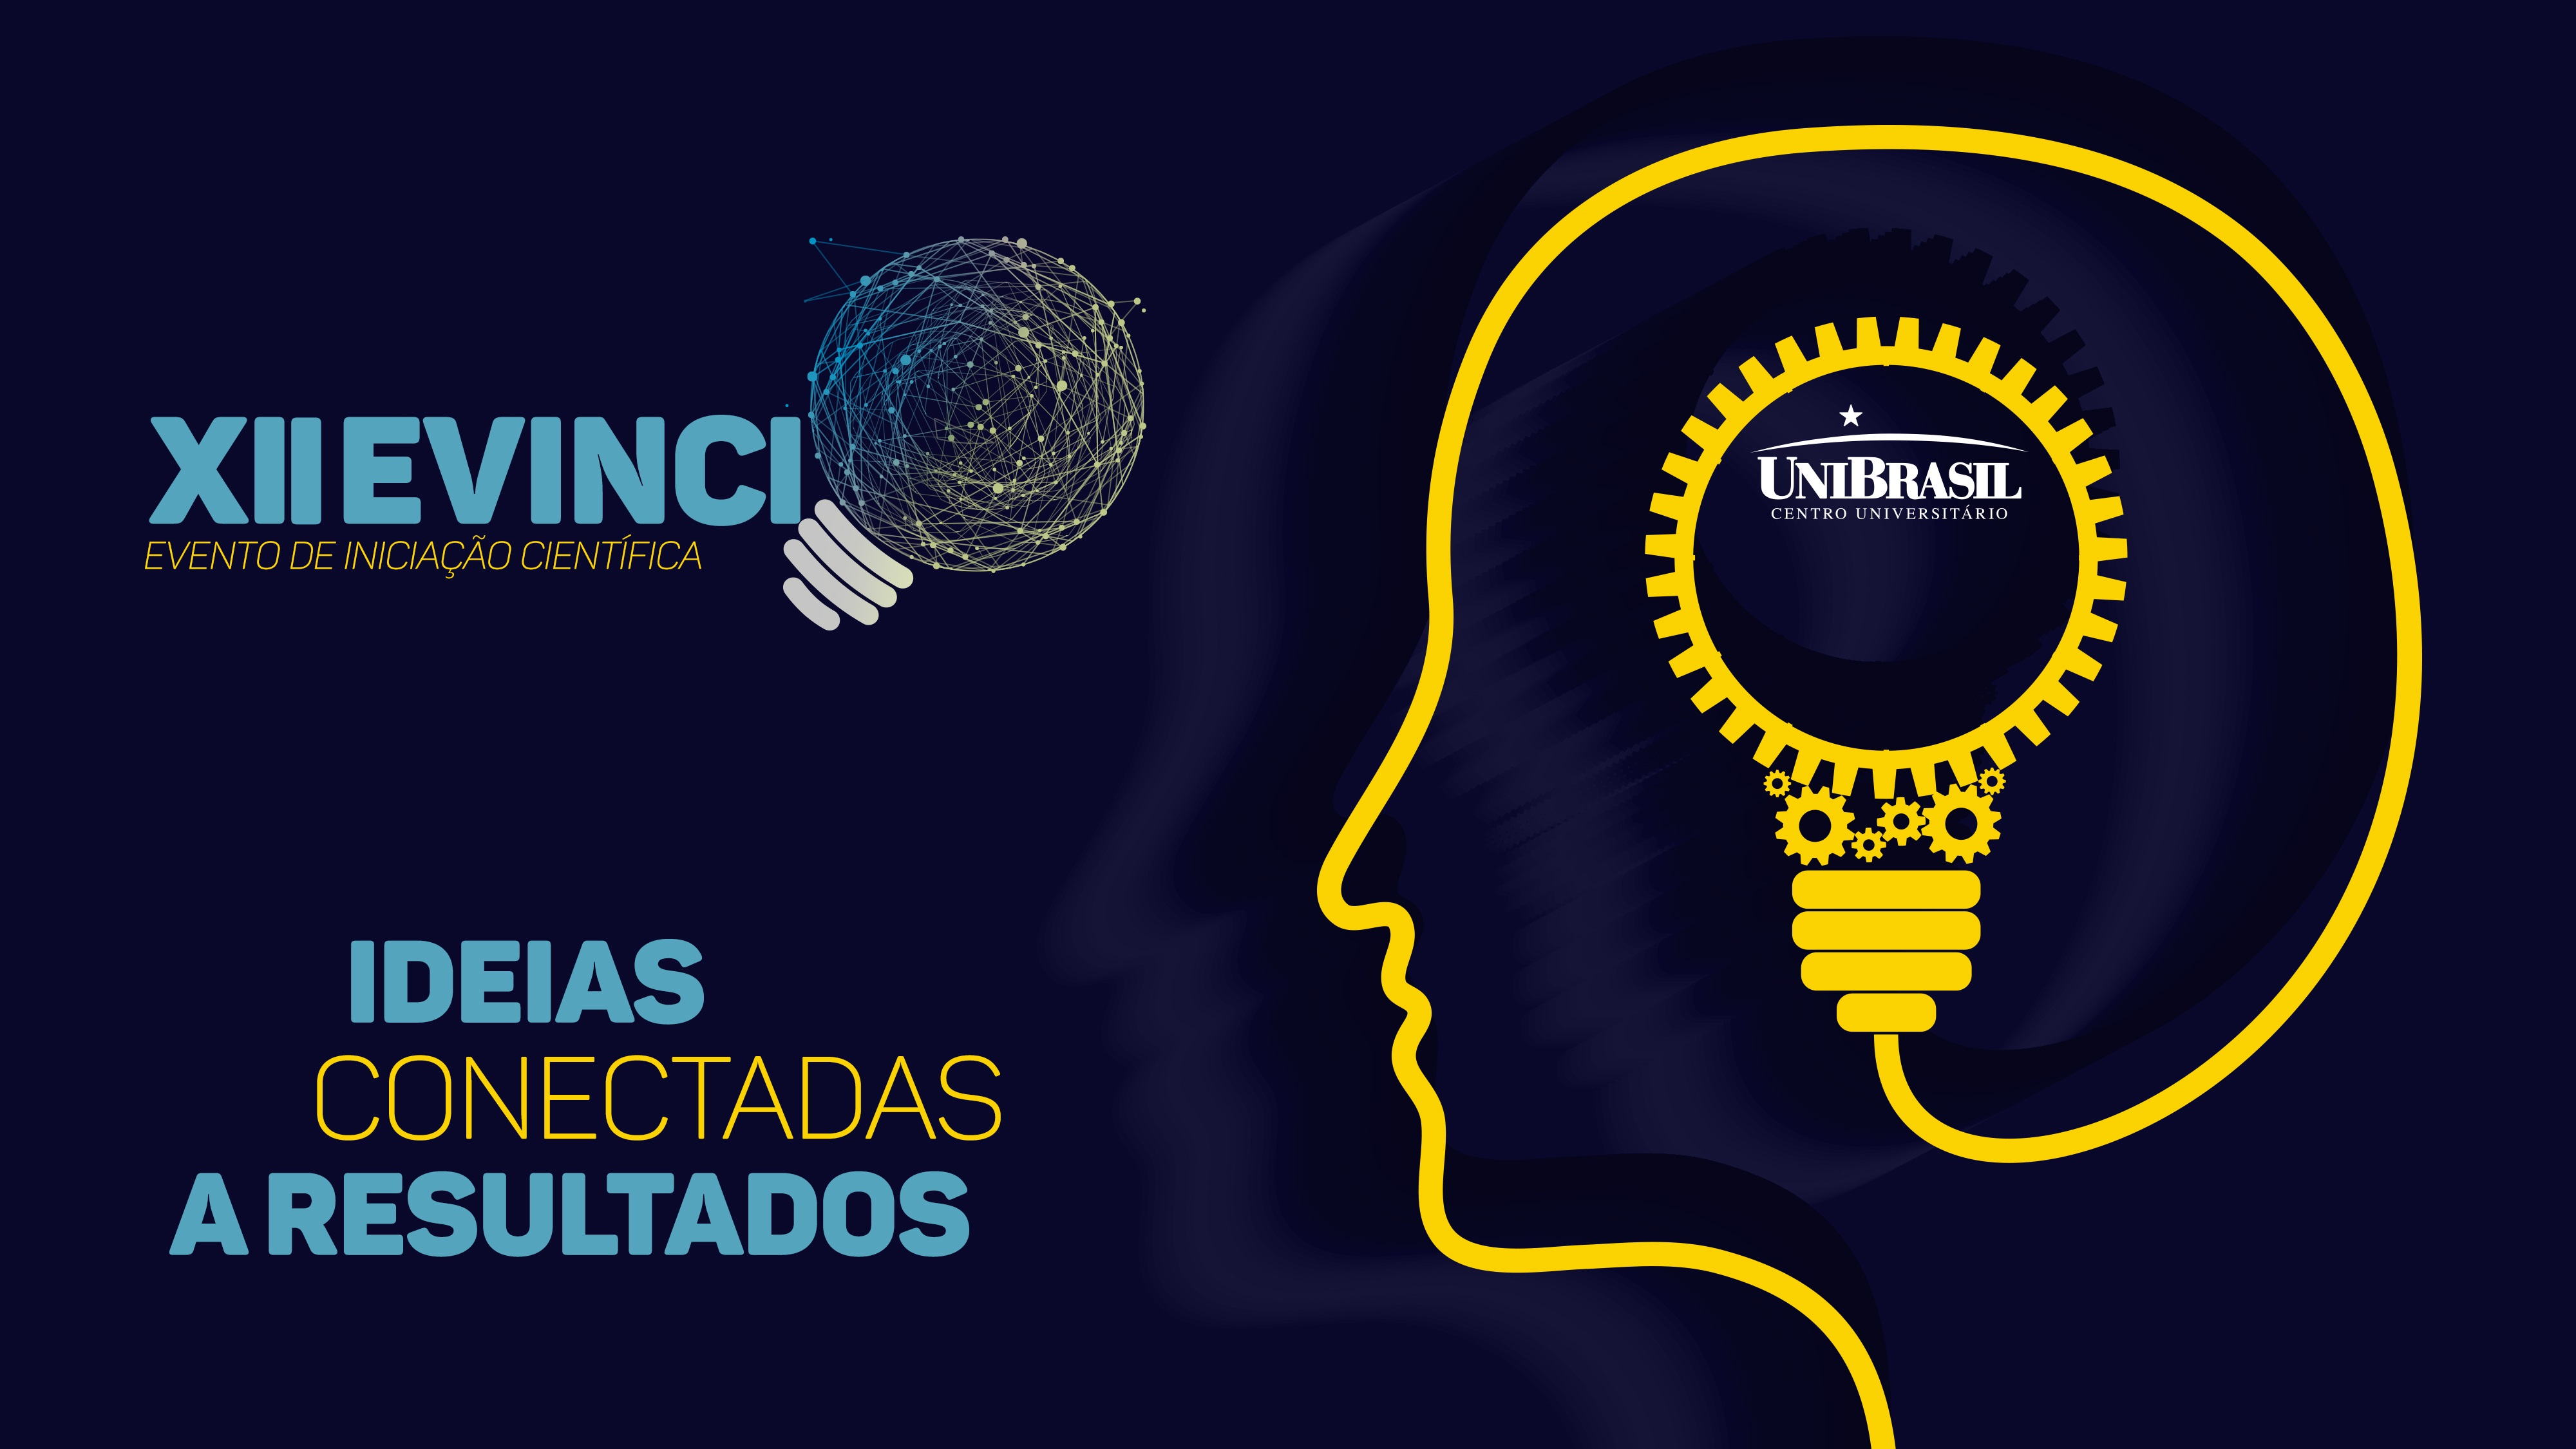 XII EVINCI
EVENTO DE INICIAÇÃO CIENTÍFICA
UNIBRASIL
CENTRO UNIVERSITÁRIO
IDEIAS
CONECTADAS
A RESULTADOS